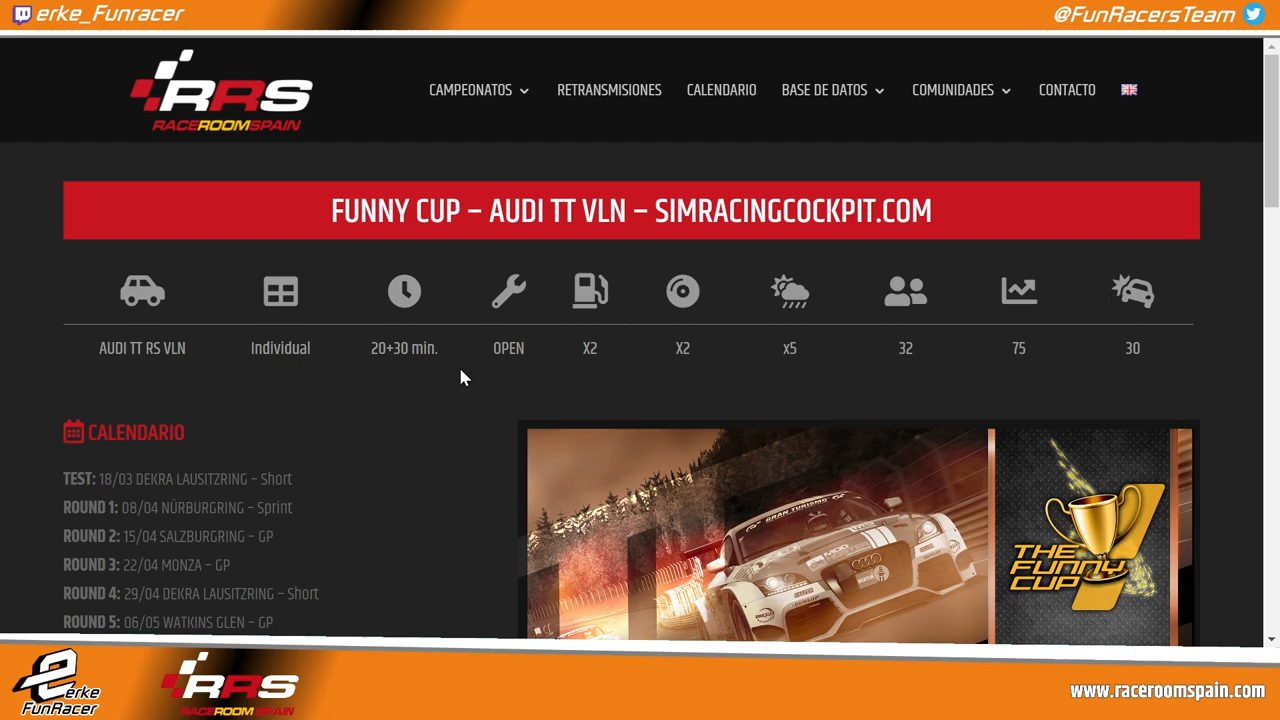 erke_Funracer
@FunRacersTeam
RRS
RACEROOMSPAIN
CAMPEONATOS RETRANSMISIONES CALENDARIO BASE DE DATOS COMUNIDADES CONTACTO
FUNNY CUP – AUDI TT VLN – SIMRACINGCOCKPIT.COM
AUDI TT RS VLN Individual 20+30 min. OPEN X2 X2 x5 32 75 30
CALENDARIO
TEST: 18/03 DEKRA LAUSITZRING – Short
ROUND 1: 08/04 NÜRBURGRING – Sprint
ROUND 2: 15/04 SALZBURGRING – GP
ROUND 3: 22/04 MONZA – GP
ROUND 4: 29/04 DEKRA LAUSITZRING – Short
ROUND 5: 06/05 WATKINS GLEN – GP
GRAN TURISMO
THE
FUNNY
CUP
erke
FunRacer
RRS
RACEROOMSPAIN
www.raceroomspain.com